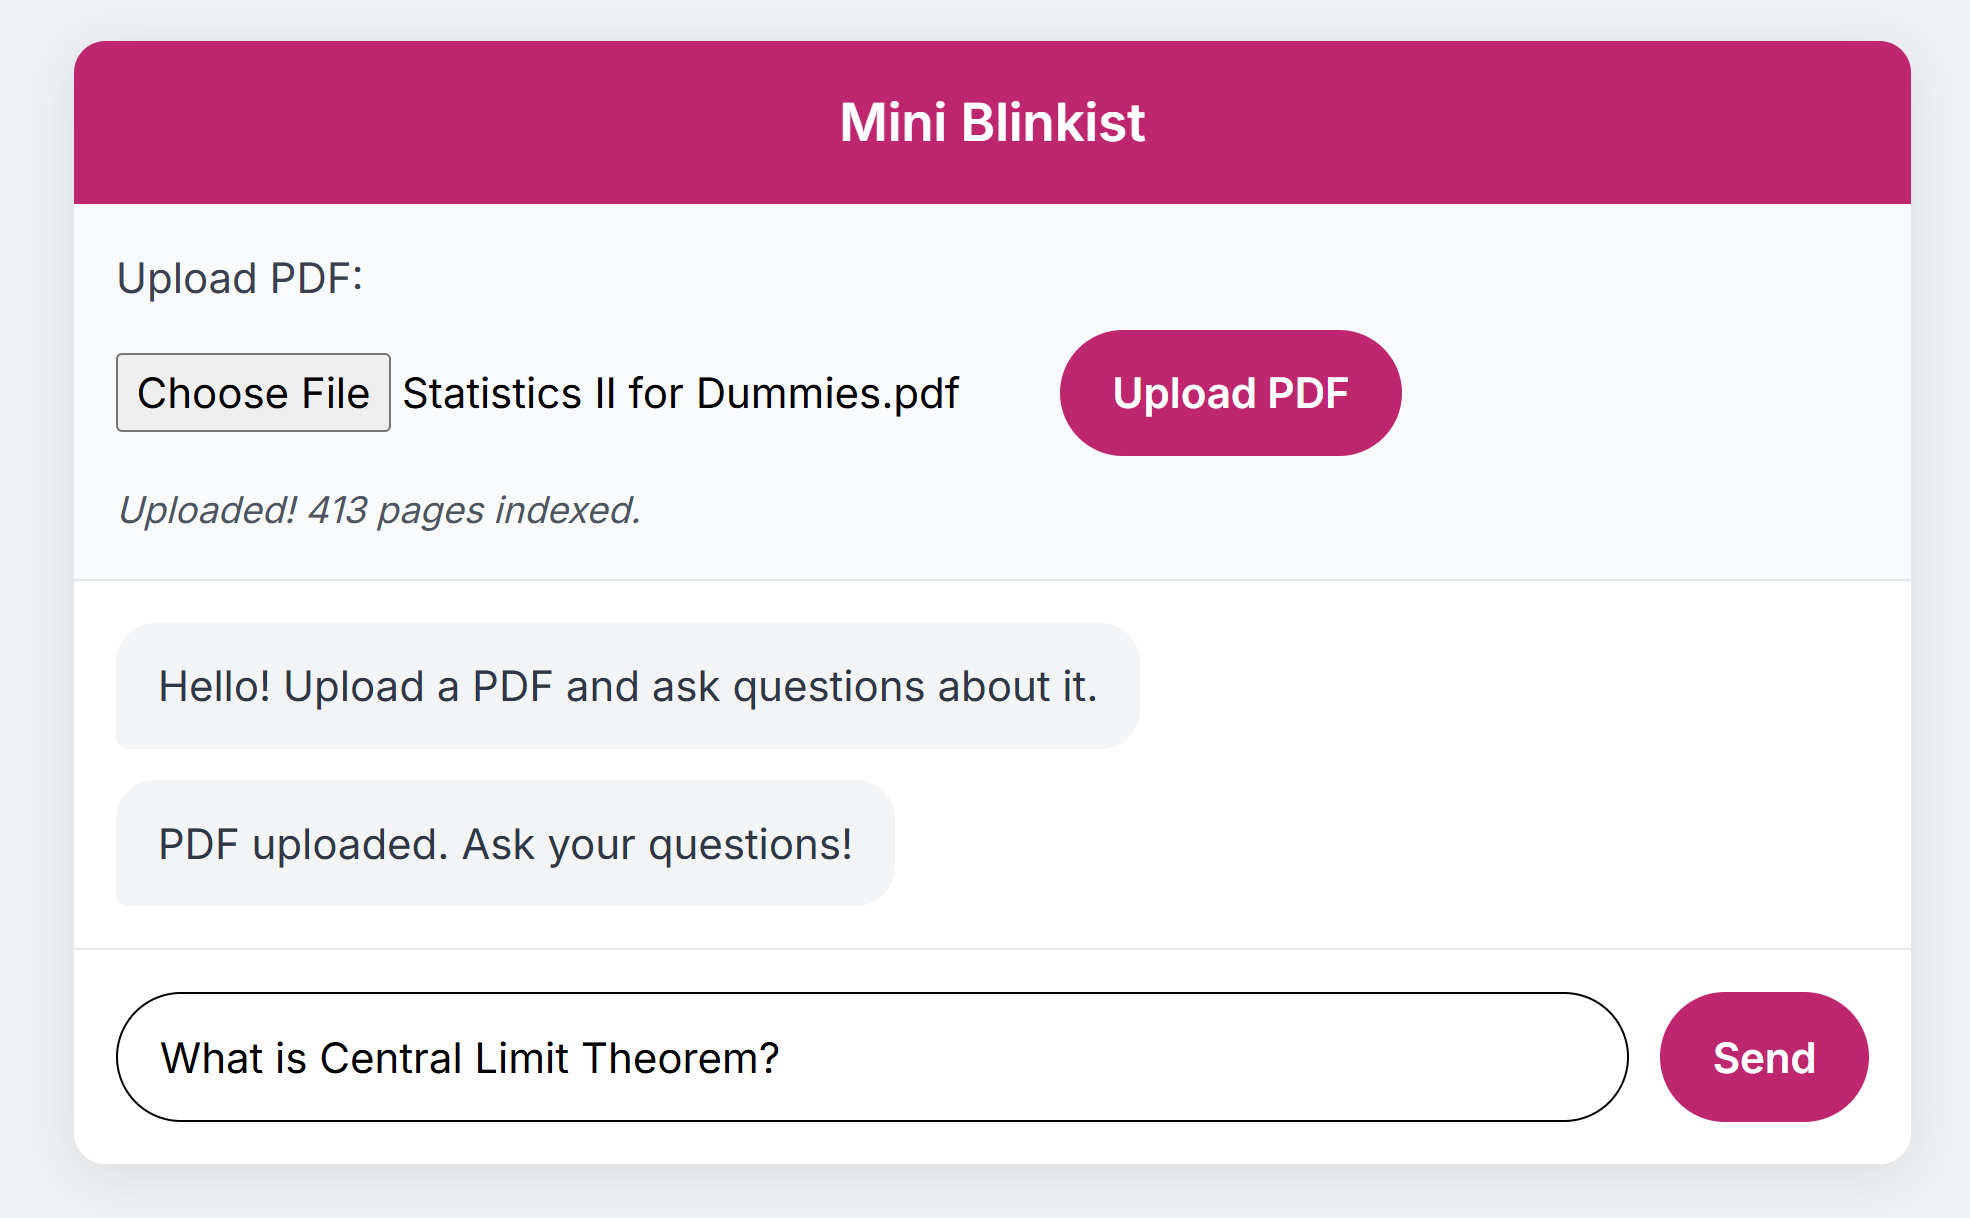 Mini Blinkist
Upload PDF:
Choose File Statistics II for Dummies.pdf Upload PDF
Uploaded! 413 pages indexed.
Hello! Upload a PDF and ask questions about it.
PDF uploaded. Ask your questions!
What is Central Limit Theorem? Send